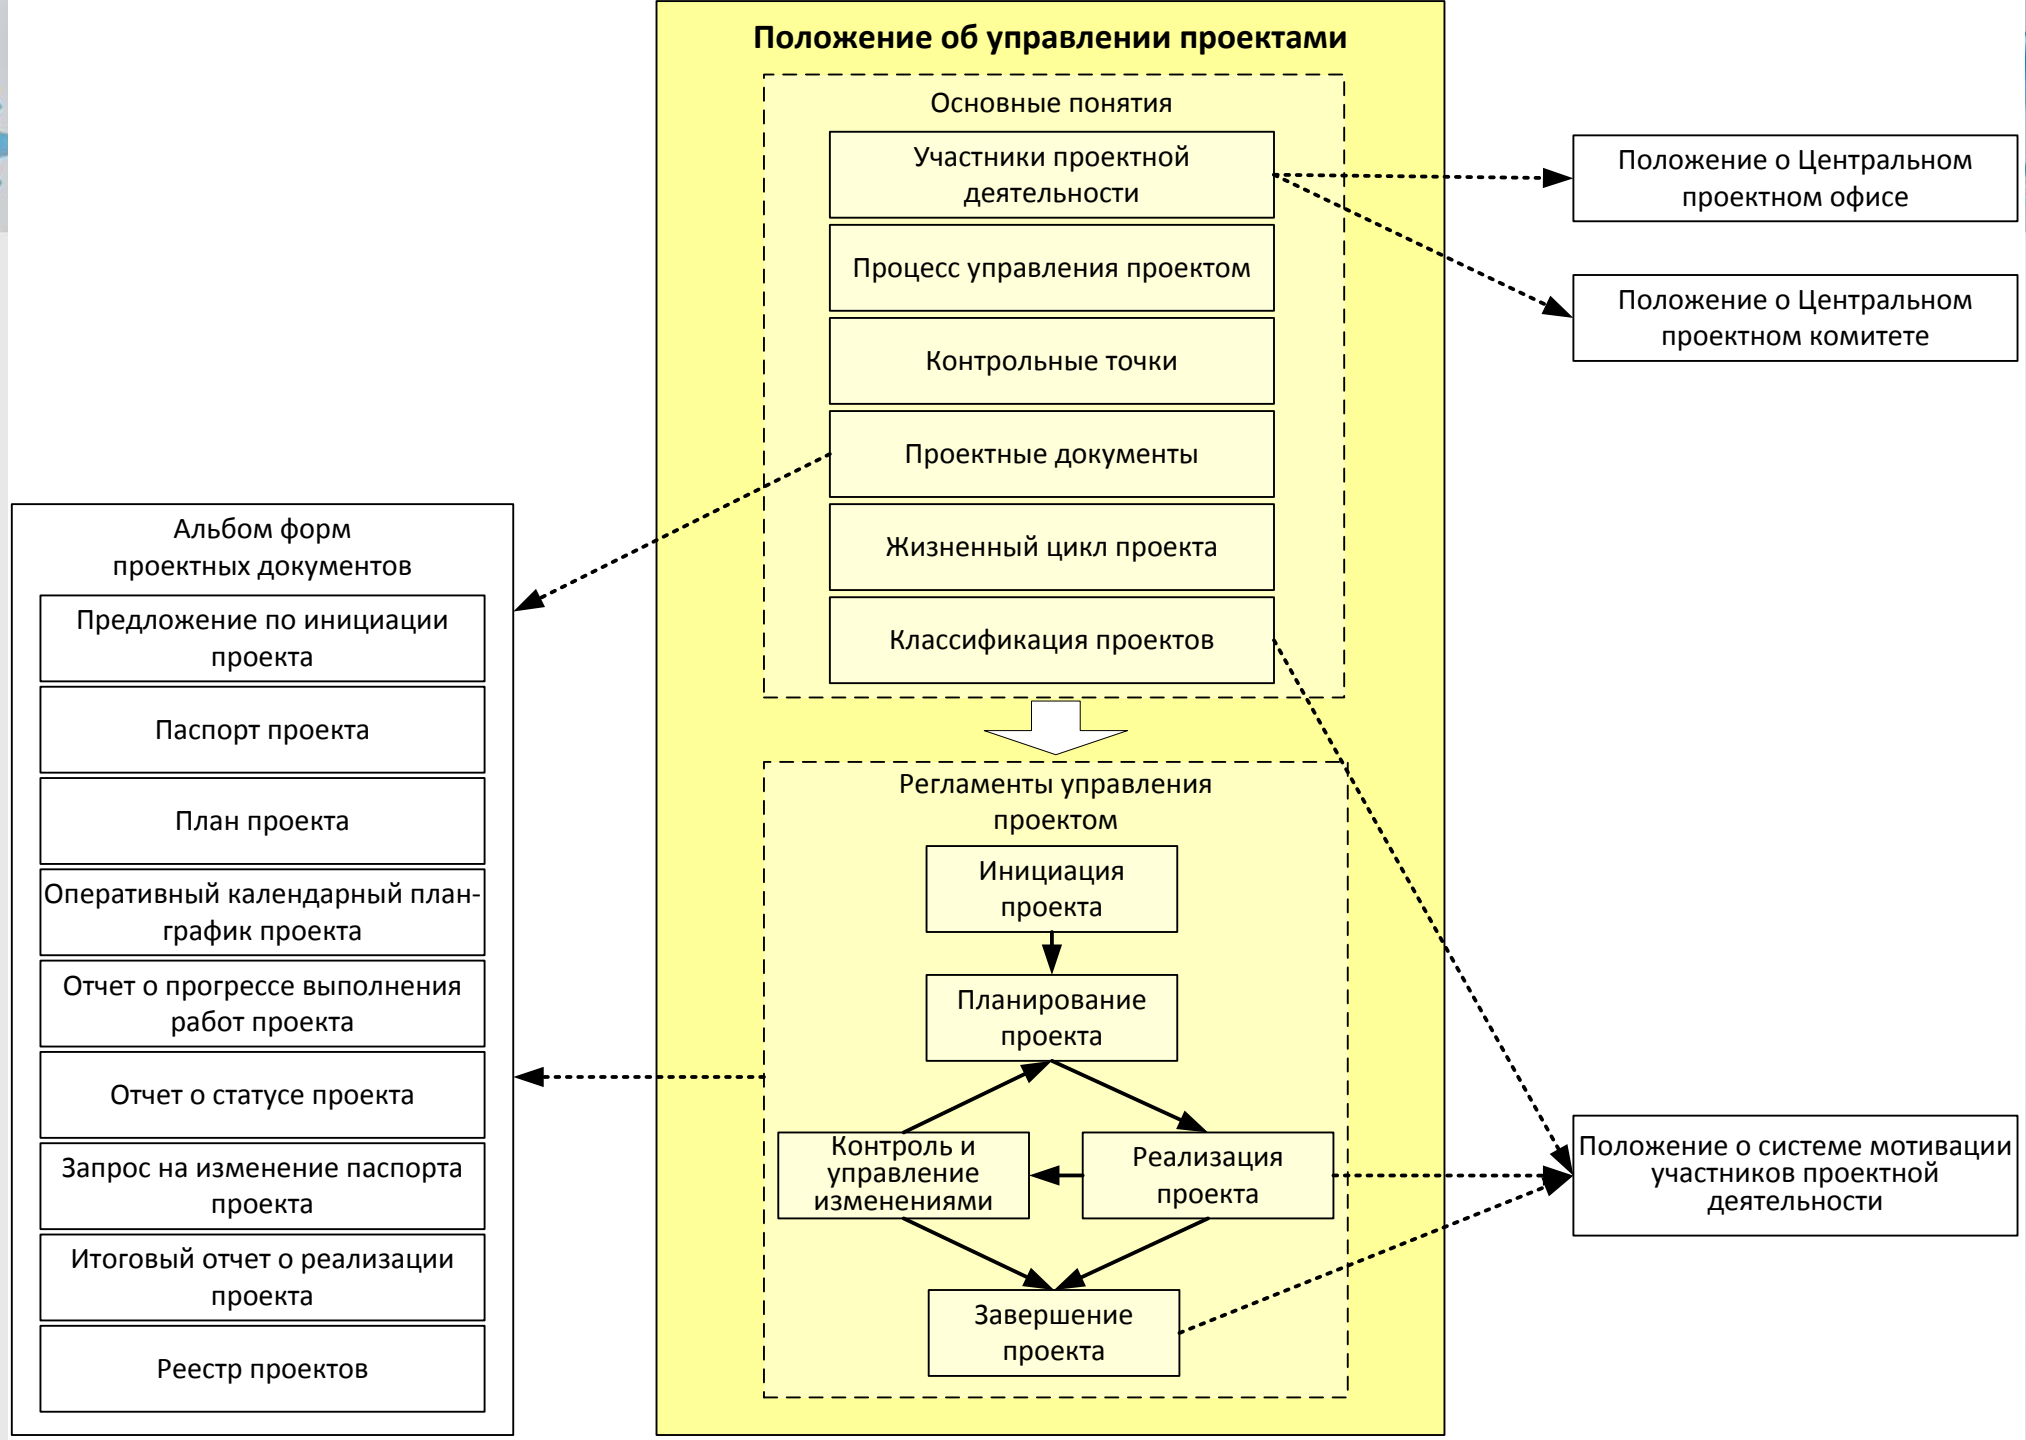 Положение об управлении проектами
Основные понятия
Участники проектной
деятельности
Процесс управления проектом
Контрольные точки
Проектные документы
Жизненный цикл проекта
Классификация проектов
Регламенты управления
проектом
Инициация
проекта
Планирование
проекта
Контроль и
управление
изменениями
Реализация
проекта
Завершение
проекта
Альбом форм
проектных документов
Предложение по инициации
проекта
Паспорт проекта
План проекта
Оперативный календарный план-
график проекта
Отчет о прогрессе выполнения
работ проекта
Отчет о статусе проекта
Запрос на изменение паспорта
проекта
Итоговый отчет о реализации
проекта
Реестр проектов
Положение о Центральном
проектном офисе
Положение о Центральном
проектном комитете
Положение о системе мотивации
участников проектной
деятельности